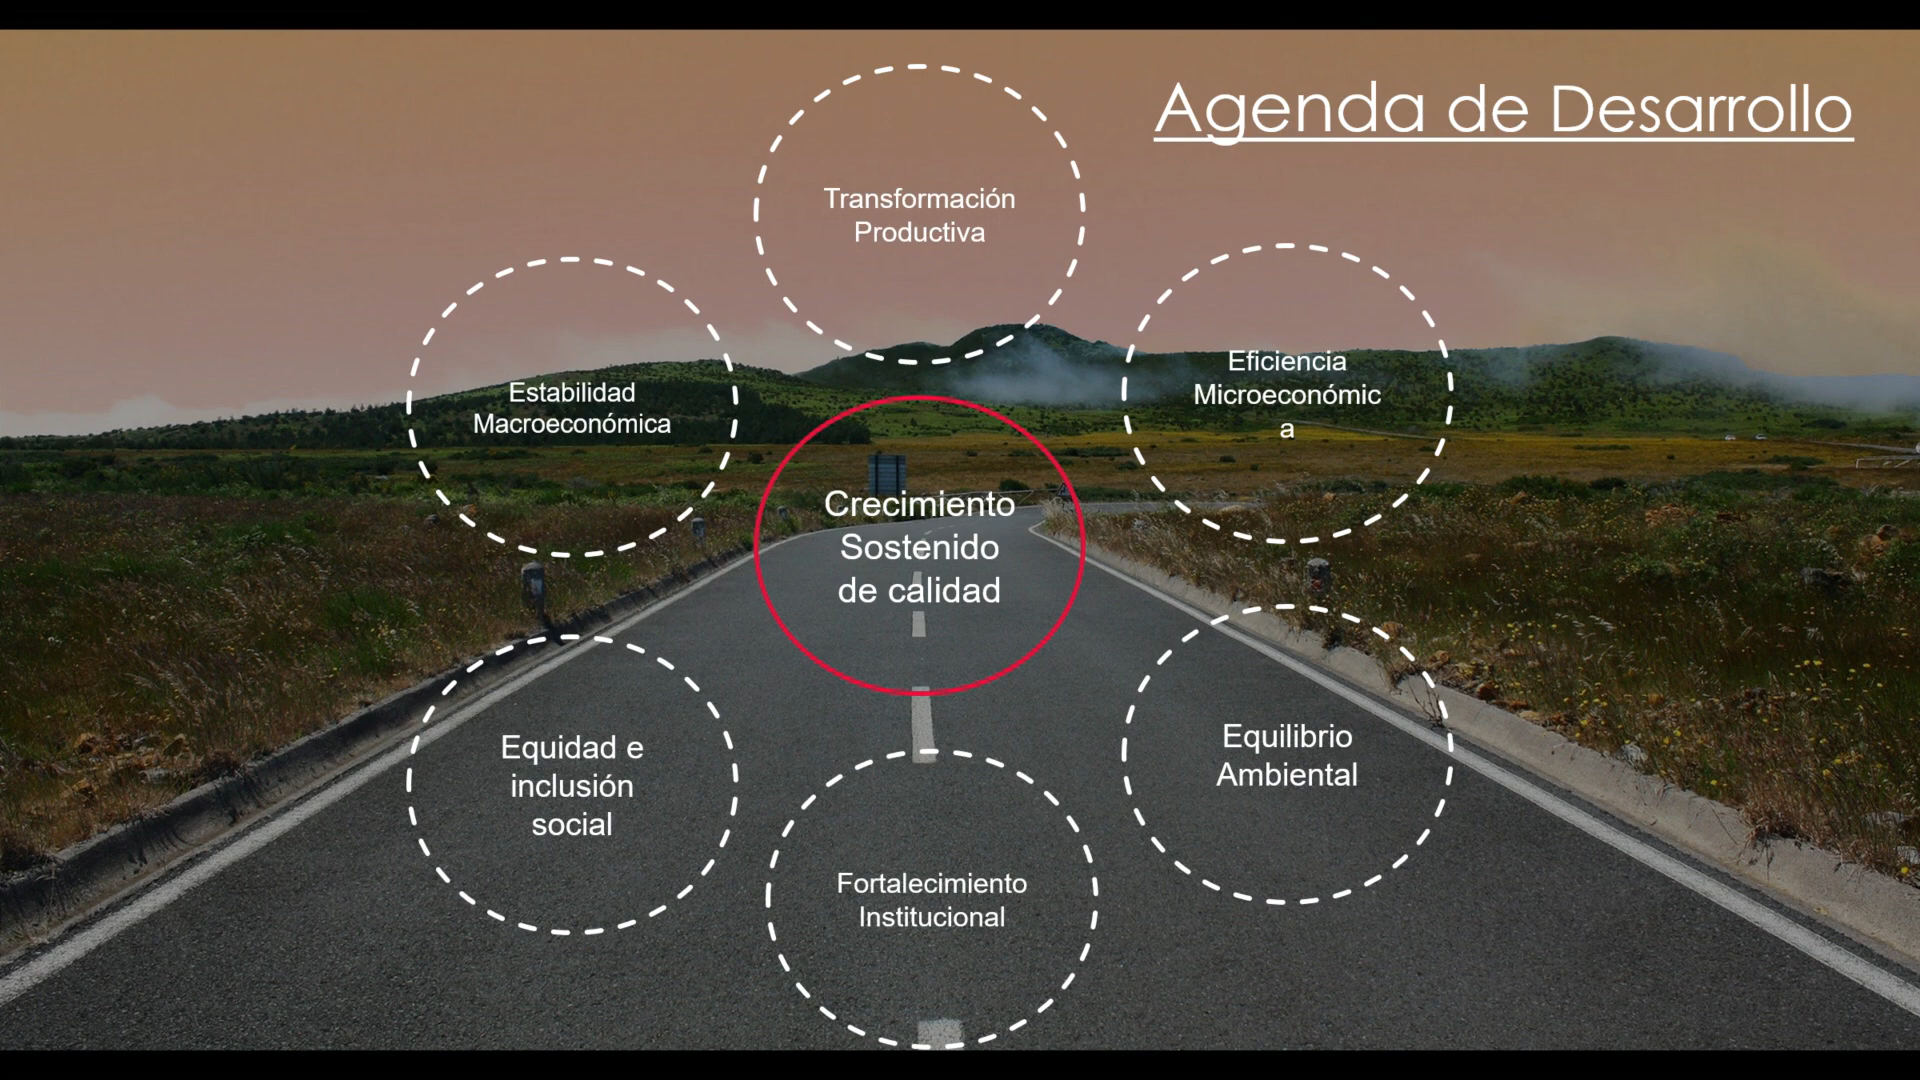 Agenda de Desarrollo
Transformación
Productiva
Estabilidad
Macroeconómica
Eficiencia
Microeconómic
a
Crecimiento
Sostenido
de calidad
Equidad e
inclusión
social
Equilibrio
Ambiental
Fortalecimiento
Institucional